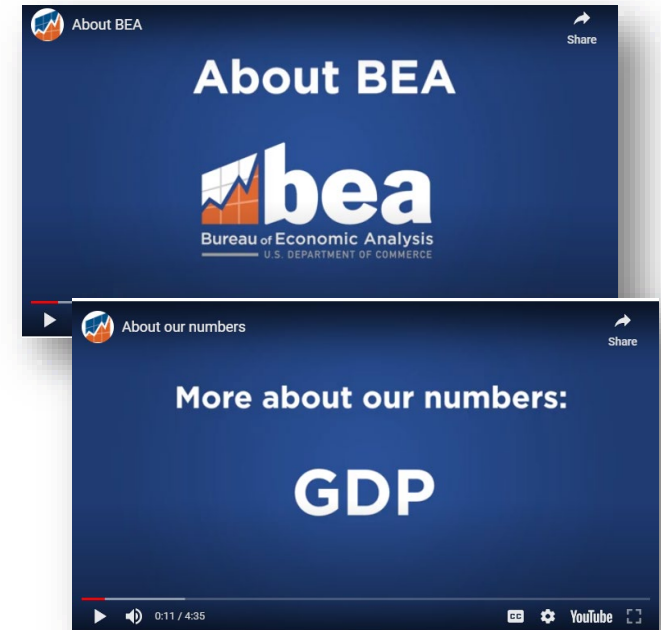 About BEA
Share
About BEA
bea
Bureau of Economic Analysis
U.S. DEPARTMENT OF COMMERCE
About our numbers
Share
More about our numbers:
GDP
0:11 / 4:35
CC
YouTube